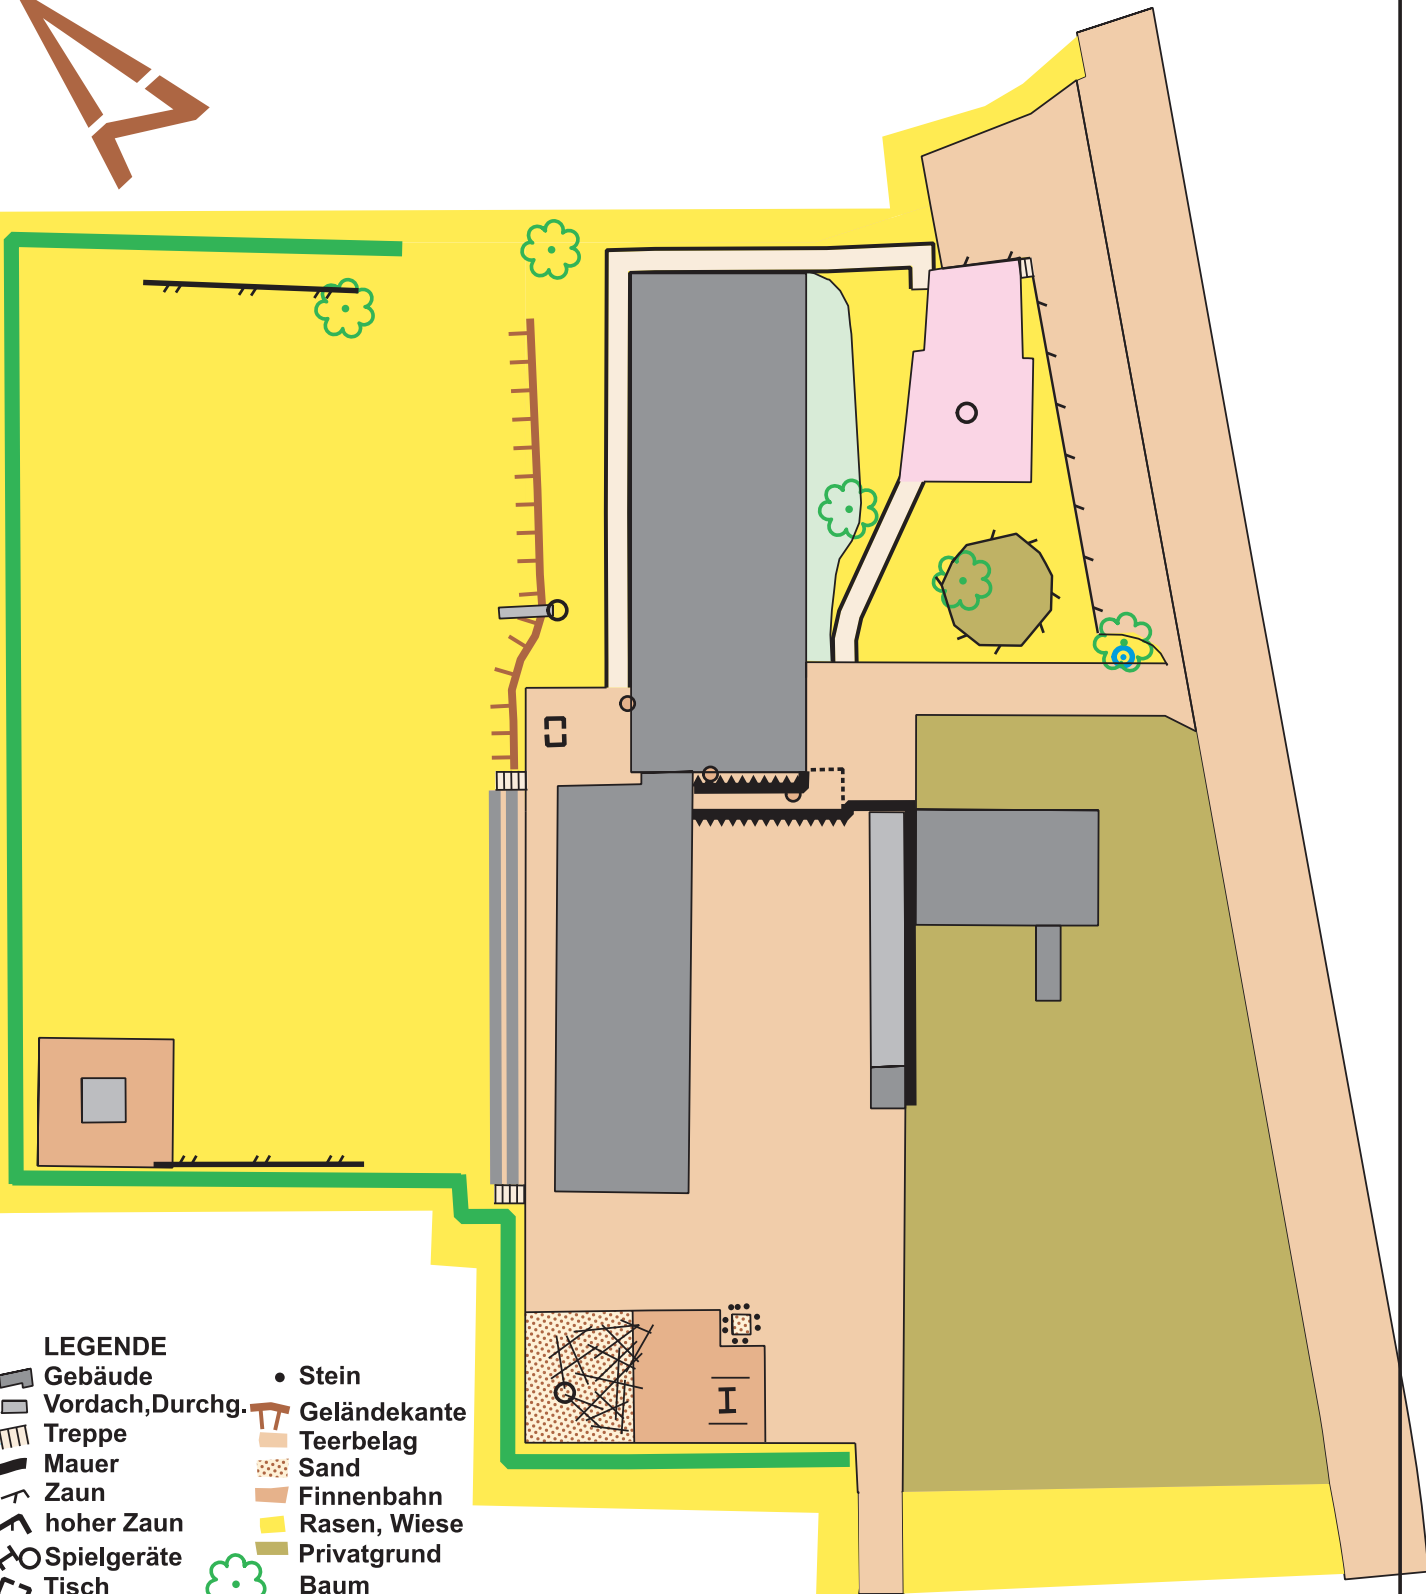 LEGENDE
Gebäude
Vordach,Durchg.
Treppe
Mauer
Zaun
hoher Zaun
Spielgeräte
Tisch
Stein
Geländekante
Teerbelag
Sand
Finnenbahn
Rasen, Wiese
Privatgrund
Baum